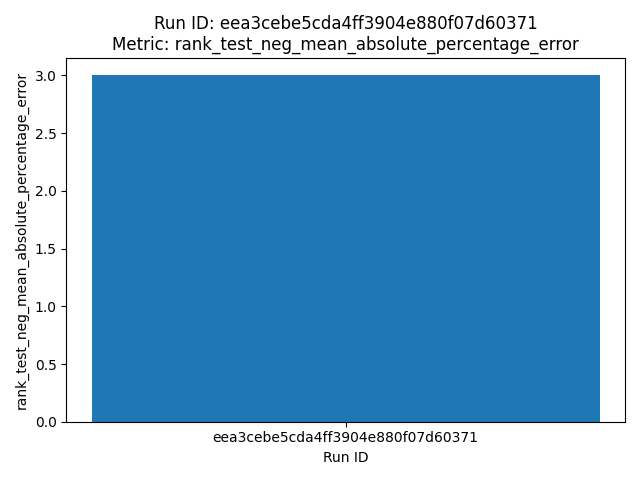 Run ID: eea3cebe5cda4ff3904e880f07d60371
Metric: rank_test_neg_mean_absolute_percentage_error
rank_test_neg_mean_absolute_percentage_error
3.0
2.5
2.0
1.5
1.0
0.5
0.0
eea3cebe5cda4ff3904e880f07d60371
Run ID